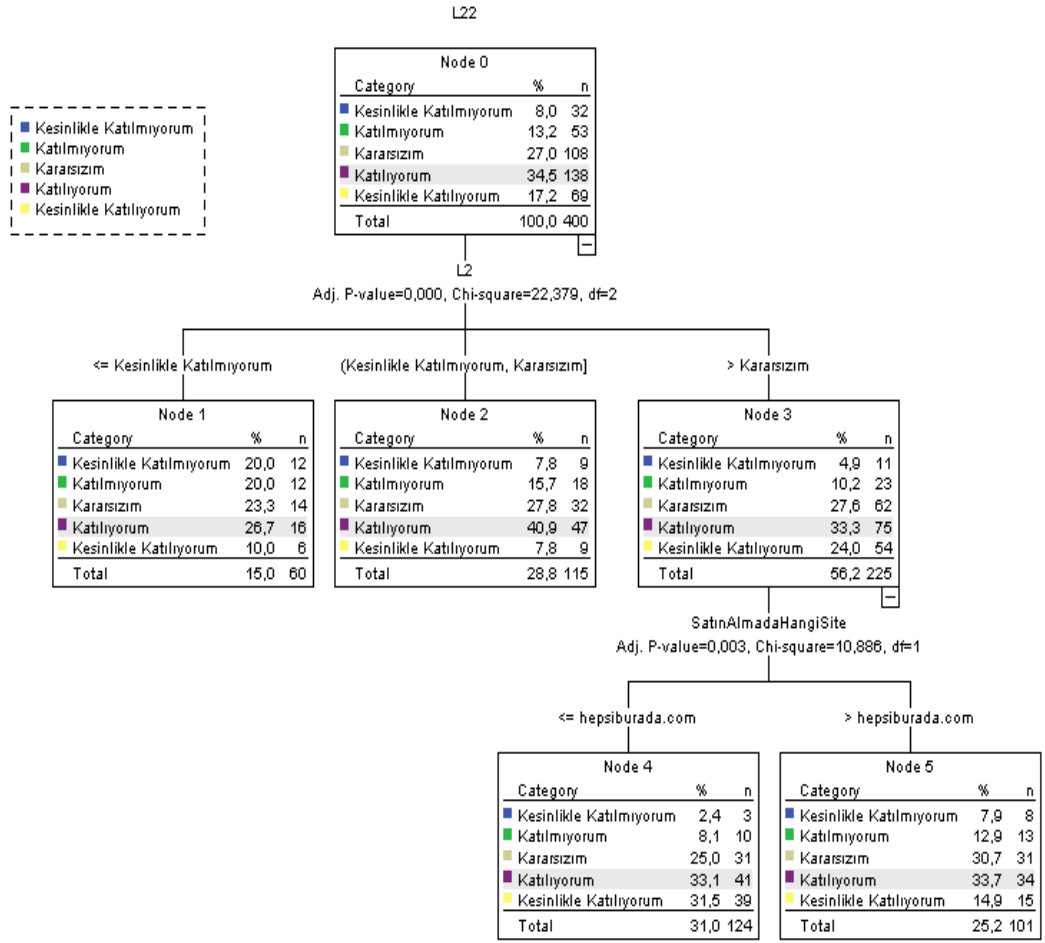 L22
Node 0
Category % n
Kesinlikle Katılmıyorum 8,0 32
Katılmıyorum 13,2 53
Kararsızım 27,0 108
Katılıyorum 34,5 138
Kesinlikle Katılıyorum 17,2 69
Total 100,0 400
Kesinlikle Katılmıyorum
Katılmıyorum
Kararsızım
Katılıyorum
Kesinlikle Katılıyorum
L2
Adj. P-value=0,000, Chi-square=22,379, df=2
<= Kesinlikle Katılmıyorum
(Kesinlikle Katılmıyorum, Kararsızım]
> Kararsızım
Node 1
Category % n
Kesinlikle Katılmıyorum 20,0 12
Katılmıyorum 20,0 12
Kararsızım 23,3 14
Katılıyorum 26,7 16
Kesinlikle Katılıyorum 10,0 6
Total 15,0 60
Node 2
Category % n
Kesinlikle Katılmıyorum 7,8 9
Katılmıyorum 15,7 18
Kararsızım 27,8 32
Katılıyorum 40,9 47
Kesinlikle Katılıyorum 7,8 9
Total 28,8 115
Node 3
Category % n
Kesinlikle Katılmıyorum 4,9 11
Katılmıyorum 10,2 23
Kararsızım 27,6 62
Katılıyorum 33,3 75
Kesinlikle Katılıyorum 24,0 54
Total 56,2 225
SatınAlmadaHangiSite
Adj. P-value=0,003, Chi-square=10,886, df=1
<= hepsiburada.com
> hepsiburada.com
Node 4
Category % n
Kesinlikle Katılmıyorum 2,4 3
Katılmıyorum 8,1 10
Kararsızım 25,0 31
Katılıyorum 33,1 41
Kesinlikle Katılıyorum 31,5 39
Total 31,0 124
Node 5
Category % n
Kesinlikle Katılmıyorum 7,9 8
Katılmıyorum 12,9 13
Kararsızım 30,7 31
Katılıyorum 33,7 34
Kesinlikle Katılıyorum 14,9 15
Total 25,2 101